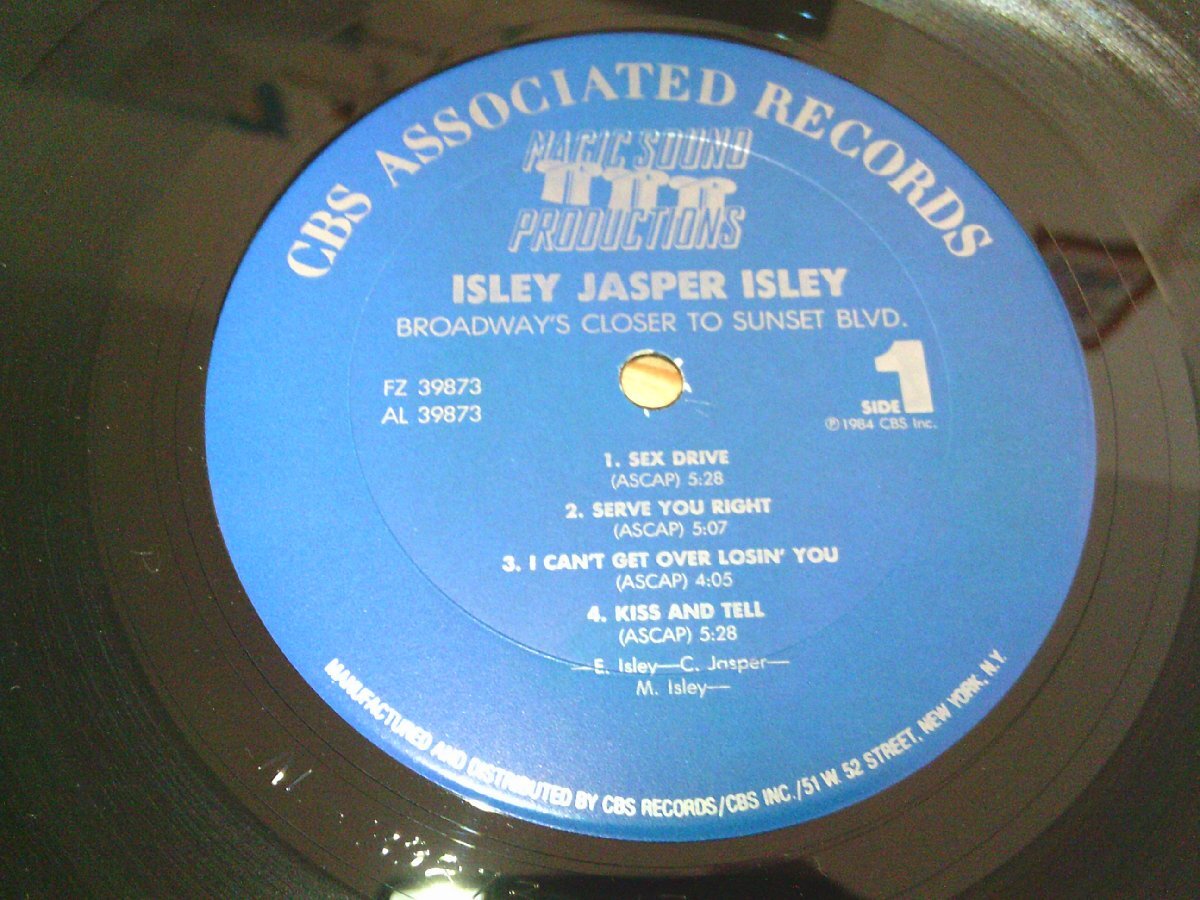 CBS ASSOCIATED RECORDS
MAGIC SOUND
PRODUCTIONS
ISLEY JASPER ISLEY
BROADWAY'S CLOSER TO SUNSET BLVD.
FZ 39873
AL 39873
SIDE 1
℗ 1984 CBS Inc.
1. SEX DRIVE
(ASCAP) 5:28
2. SERVE YOU RIGHT
(ASCAP) 5:07
3. I CAN'T GET OVER LOSIN' YOU
(ASCAP) 4:05
4. KISS AND TELL
(ASCAP) 5:28
—E. Isley—C. Jasper—
M. Isley—
MANUFACTURED AND DISTRIBUTED BY CBS RECORDS/CBS INC./51 W. 52 STREET, NEW YORK, N.Y.